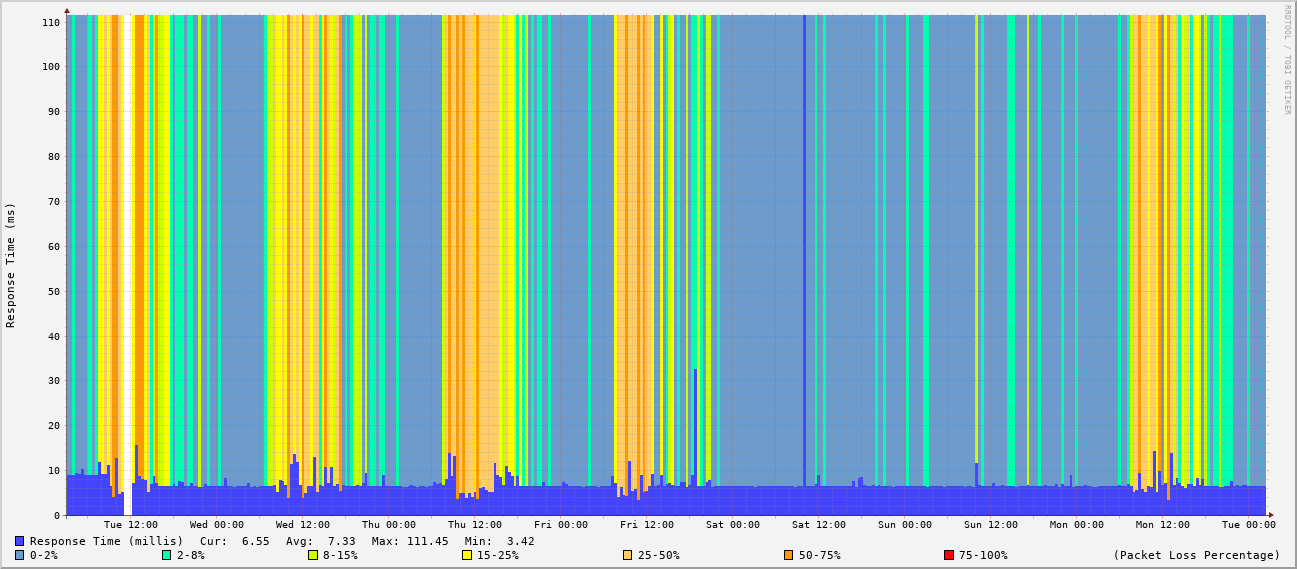 RRDTOOL / TOBI OETIKER
Response Time (ms)
110
100
90
80
70
60
50
40
30
20
10
0
Tue 12:00 Wed 00:00 Wed 12:00 Thu 00:00 Thu 12:00 Fri 00:00 Fri 12:00 Sat 00:00 Sat 12:00 Sun 00:00 Sun 12:00 Mon 00:00 Mon 12:00 Tue 00:00
Response Time (millis) Cur: 6.55 Avg: 7.33 Max: 111.45 Min: 3.42
0-2% 2-8% 8-15% 15-25% 25-50% 50-75% 75-100% (Packet Loss Percentage)